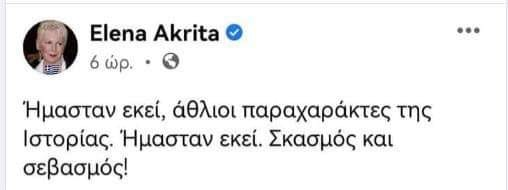 Elena Akrita
6 ώρ.
Ήμασταν εκεί, άθλιοι παραχαράκτες της
Ιστορίας. Ήμασταν εκεί. Σκασμός και
σεβασμός!